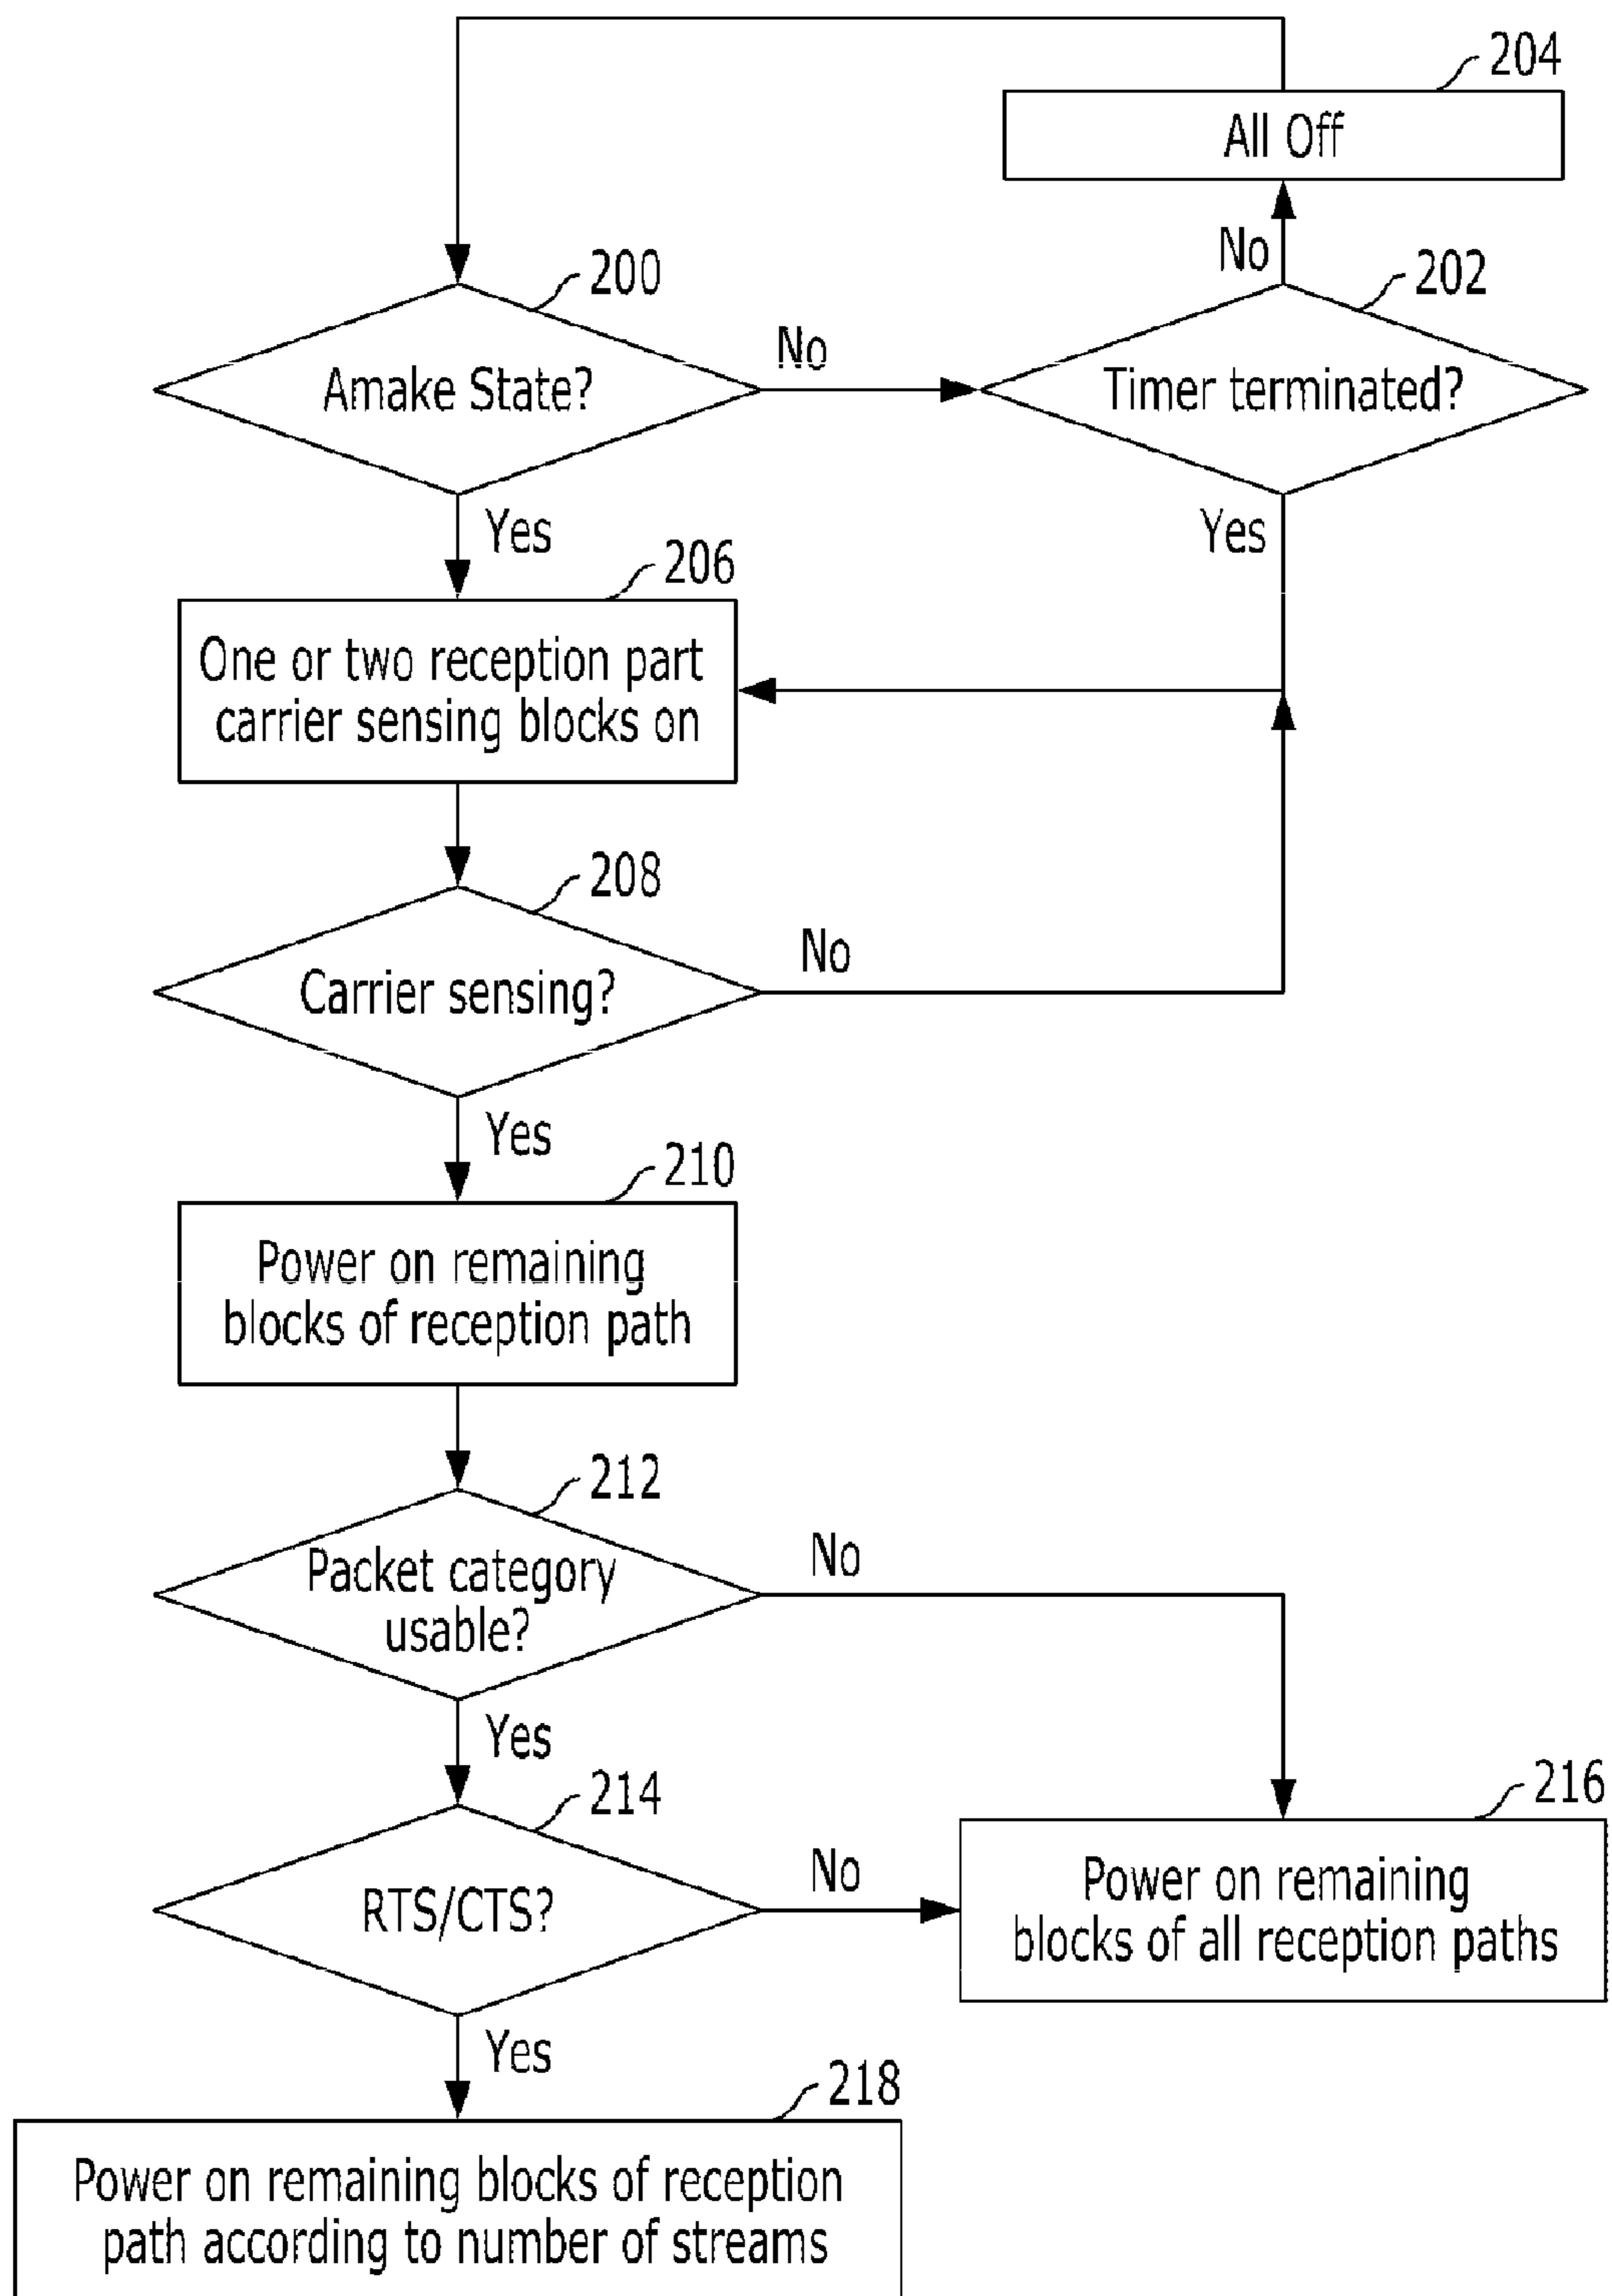 204
All Off
No
200
202
Amake State?
No
Timer terminated?
Yes
Yes
206
One or two reception part
carrier sensing blocks on
208
Carrier sensing?
No
Yes
210
Power on remaining
blocks of reception path
212
Packet category
usable?
No
Yes
214
216
RTS/CTS?
No
Power on remaining
blocks of all reception paths
Yes
218
Power on remaining blocks of reception
path according to number of streams